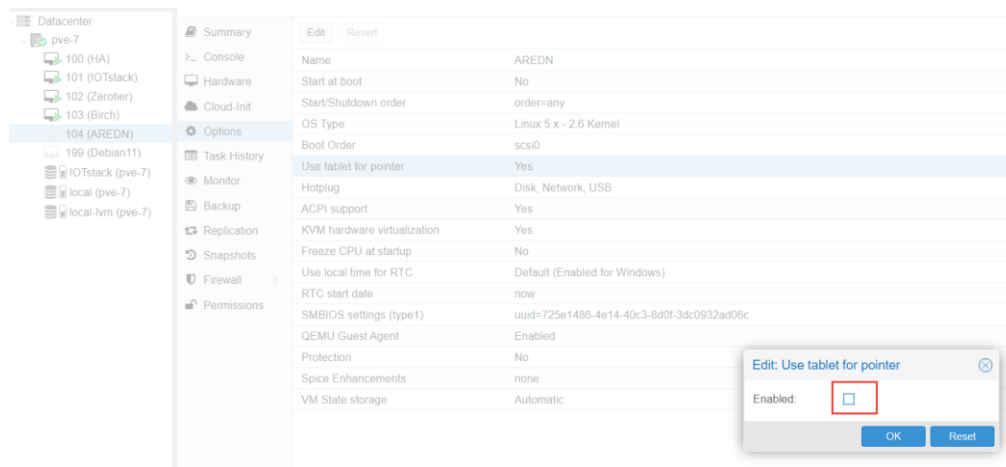 Datacenter
pve-7
100 (HA)
101 (IOTstack)
102 (Zerotier)
103 (Birch)
104 (AREDN)
199 (Debian11)
IOTstack (pve-7)
local (pve-7)
local-lvm (pve-7)
Summary
>_ Console
Hardware
Cloud-Init
Options
Task History
Monitor
Backup
Replication
Snapshots
Firewall
Permissions
Edit Revert
Name AREDN
Start at boot No
Start/Shutdown order order=any
OS Type Linux 5.x - 2.6 Kernel
Boot Order scsi0
Use tablet for pointer Yes
Hotplug Disk, Network, USB
ACPI support Yes
KVM hardware virtualization Yes
Freeze CPU at startup No
Use local time for RTC Default (Enabled for Windows)
RTC start date now
SMBIOS settings (type1) uuid=725e1486-4e14-40c3-8d0f-3dc0932ad06c
QEMU Guest Agent Enabled
Protection No
Spice Enhancements none
VM State storage Automatic
Edit: Use tablet for pointer
Enabled:
OK Reset